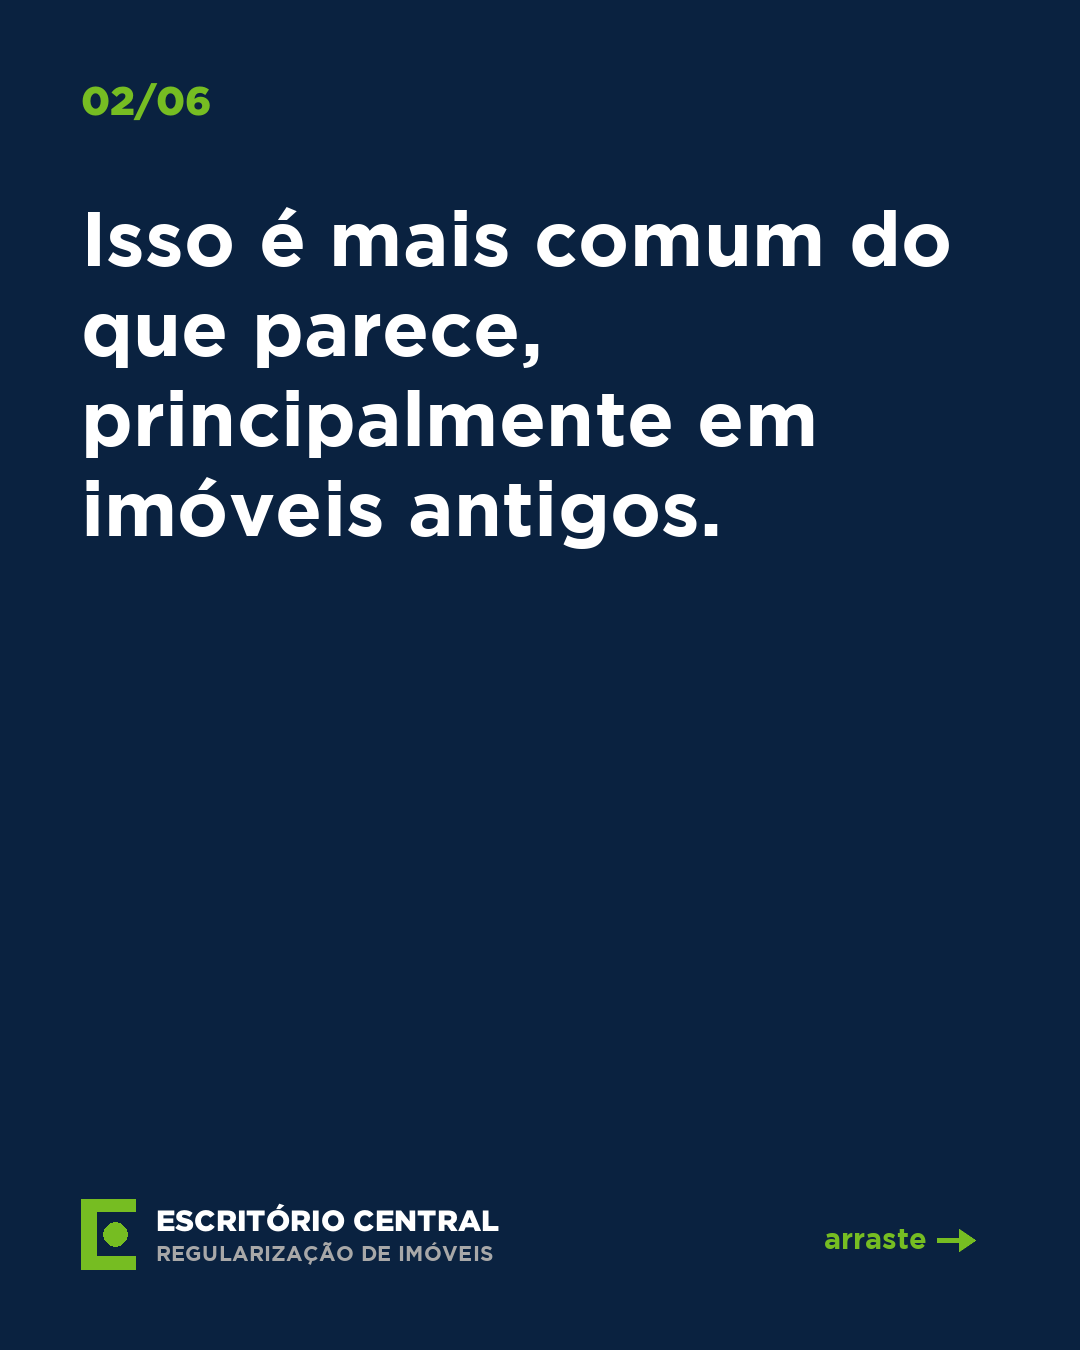 02/06
Isso é mais comum do
que parece,
principalmente em
imóveis antigos.
ESCRITÓRIO CENTRAL
REGULARIZAÇÃO DE IMÓVEIS
arraste